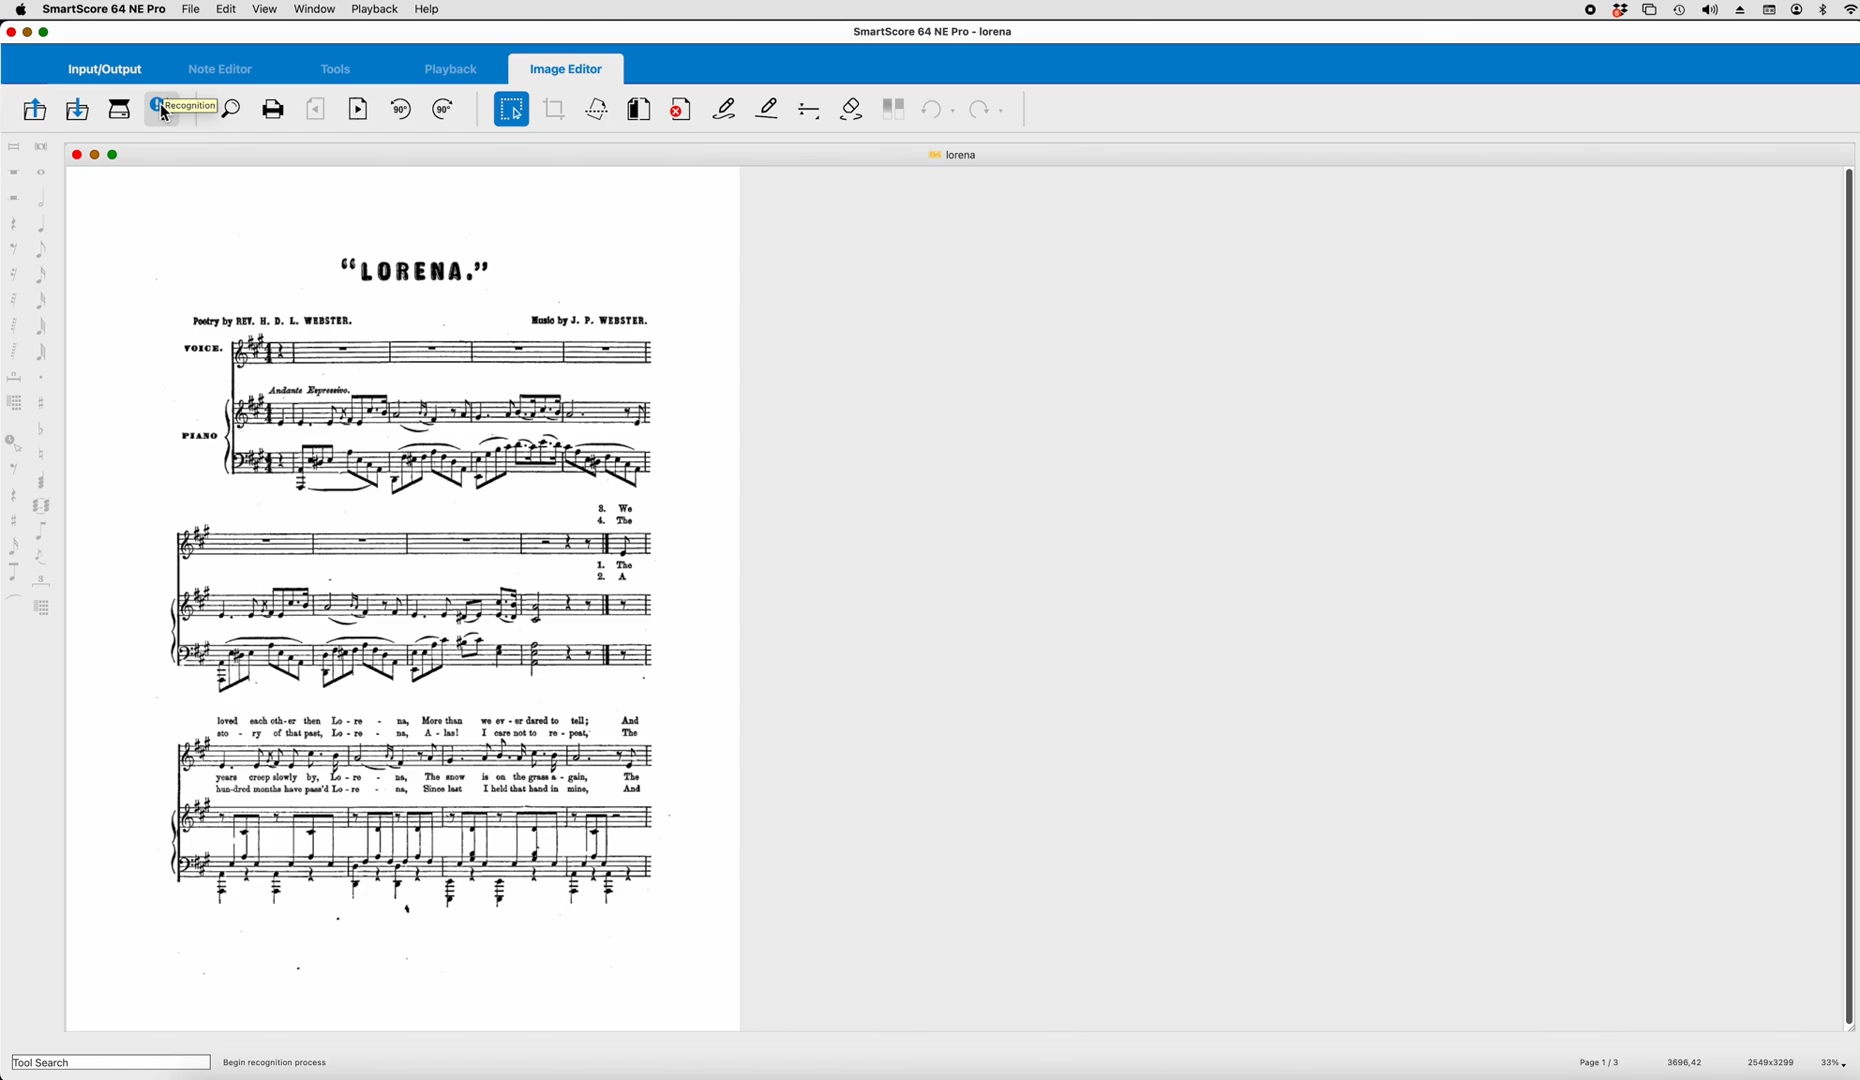 SmartScore 64 NE Pro File Edit View Window Playback Help
SmartScore 64 NE Pro - lorena
Input/Output Note Editor Tools Playback Image Editor
Recognition 90° 90°
lorena
“LORENA.”
Poetry by REV. H. D. L. WEBSTER. Music by J. P. WEBSTER.
VOICE.
Andante Espressivo.
PIANO
3. We
4. The
1. The
2. A
loved each oth-er then Lo - re - na, More than we ev - er dared to tell; And
sto - ry of that past, Lo - re - na, A - las! I care not to re - peat, The
years creep slowly by, Lo - re - na, The snow is on the grass a - gain, The
hun-dred months have pass'd Lo - re - na, Since last I held that hand in mine, And
Tool Search Begin recognition process Page 1 / 3 3696,42 2549x3299 33%